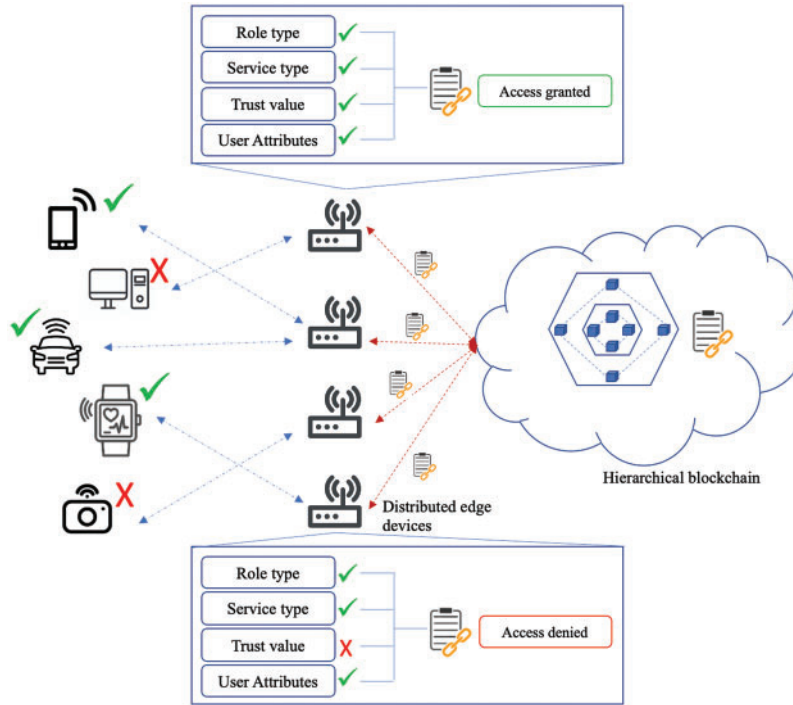 Role type
Service type
Trust value
User Attributes
Access granted
Hierarchical blockchain
Distributed edge
devices
Role type
Service type
Trust value
User Attributes
Access denied